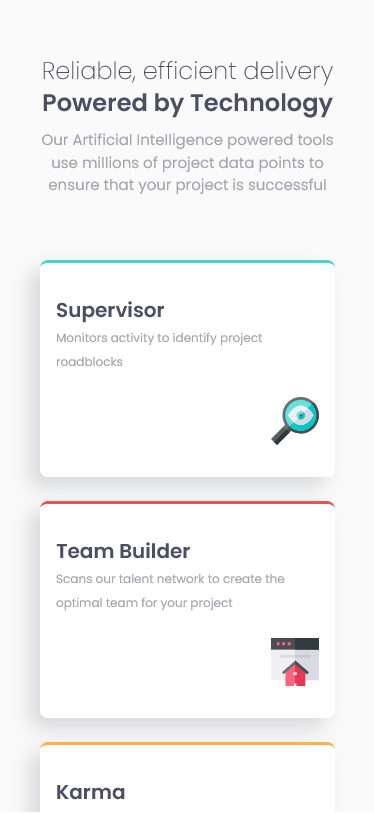 Reliable, efficient delivery
Powered by Technology
Our Artificial Intelligence powered tools
use millions of project data points to
ensure that your project is successful
Supervisor
Monitors activity to identify project
roadblocks
Team Builder
Scans our talent network to create the
optimal team for your project
Karma